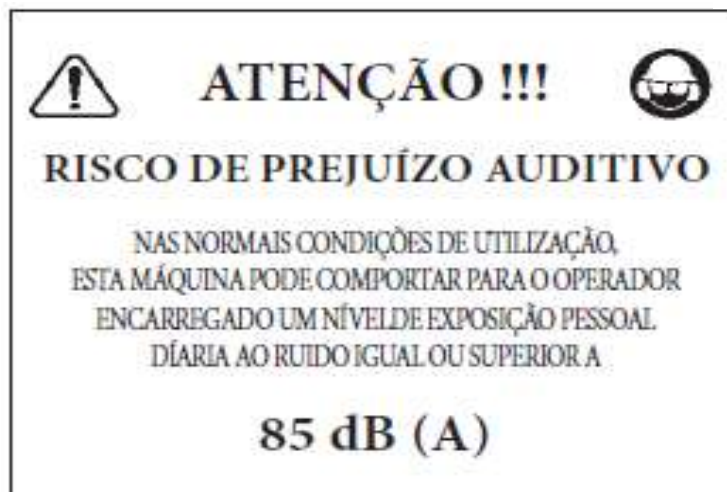 ATENÇÃO !!!
RISCO DE PREJUÍZO AUDITIVO
NAS NORMAIS CONDIÇÕES DE UTILIZAÇÃO,
ESTA MÁQUINA PODE COMPORTAR PARA O OPERADOR
ENCARREGADO UM NÍVELDE EXPOSIÇÃO PESSOAL
DÍARIA AO RUIDO IGUAL OU SUPERIOR A
85 dB (A)